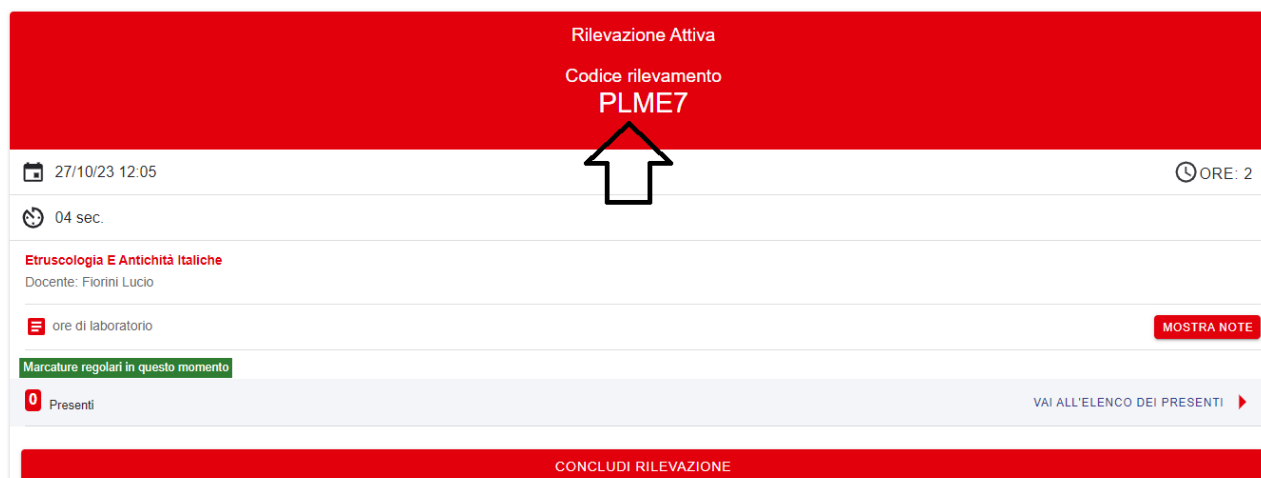 Rilevazione Attiva
Codice rilevamento
PLME7
27/10/23 12:05
ORE: 2
04 sec.
Etruscologia E Antichità Italiche
Docente: Fiorini Lucio
ore di laboratorio
MOSTRA NOTE
Marcature regolari in questo momento
0 Presenti
VAI ALL'ELENCO DEI PRESENTI
CONCLUDI RILEVAZIONE